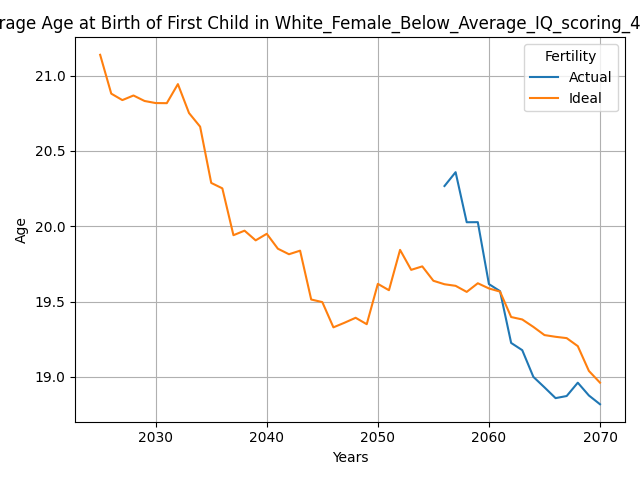 rage Age at Birth of First Child in White_Female_Below_Average_IQ_scoring_4
Fertility
Actual
Ideal
21.0
20.5
20.0
19.5
19.0
Age
2030 2040 2050 2060 2070
Years